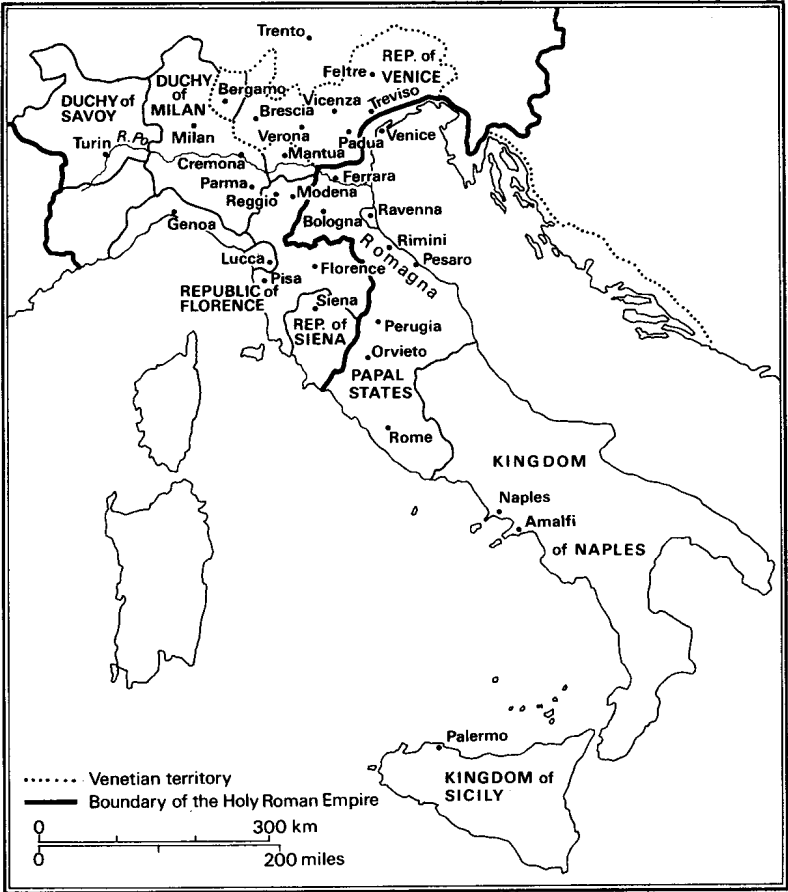 Trento
REP. of
VENICE
Feltre
DUCHY
of
MILAN
Bergamo
DUCHY of
SAVOY
Vicenza
Treviso
Brescia
Turin
R. Po
Milan
Verona
Padua
Venice
Cremona
Mantua
Ferrara
Parma
Modena
Reggio
Bologna
Ravenna
Genoa
Romagna
Rimini
Lucca
Florence
Pesaro
Pisa
REPUBLIC of
FLORENCE
Siena
REP. of
SIENA
Perugia
Orvieto
PAPAL
STATES
Rome
KINGDOM
Naples
Amalfi
of NAPLES
Palermo
KINGDOM of
SICILY
Venetian territory
Boundary of the Holy Roman Empire
0 300 km
0 200 miles